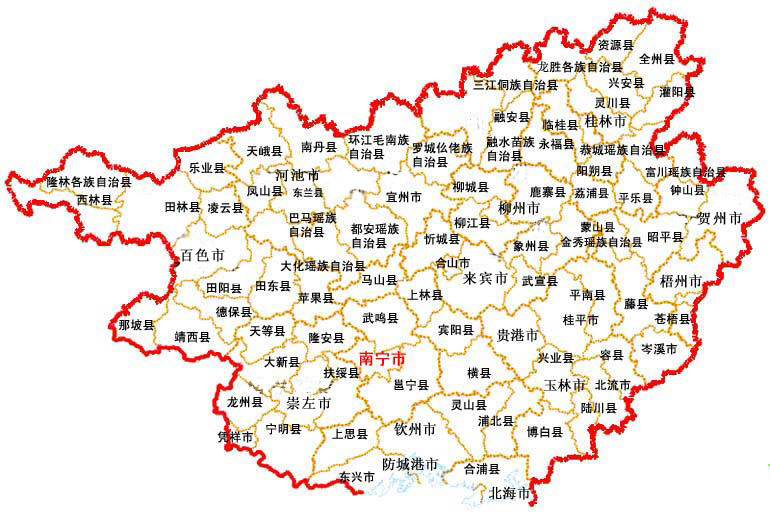 资源县
全州县
龙胜各族自治县
兴安县
三江侗族自治县
灌阳县
灵川县
融安县
临桂县
桂林市
天峨县
南丹县
环江毛南族
自治县
罗城仫佬族
自治县
融水苗族
自治县
永福县
恭城瑶族自治县
乐业县
河池市
阳朔县
富川瑶族自治县
隆林各族自治县
西林县
凤山县
东兰县
宜州市
柳城县
鹿寨县
荔浦县
平乐县
钟山县
田林县
凌云县
柳州市
贺州市
巴马瑶族
自治县
都安瑶族
自治县
柳江县
蒙山县
忻城县
象州县
金秀瑶族自治县
昭平县
百色市
大化瑶族自治县
合山市
马山县
来宾市
武宣县
梧州市
田阳县
田东县
苹果县
上林县
平南县
藤县
德保县
武鸣县
桂平市
苍梧县
那坡县
靖西县
天等县
隆安县
宾阳县
贵港市
岑溪市
大新县
南宁市
兴业县
容县
扶绥县
邕宁县
横县
玉林市
北流市
龙州县
崇左市
灵山县
陆川县
凭祥市
宁明县
上思县
钦州市
浦北县
博白县
防城港市
合浦县
东兴市
北海市